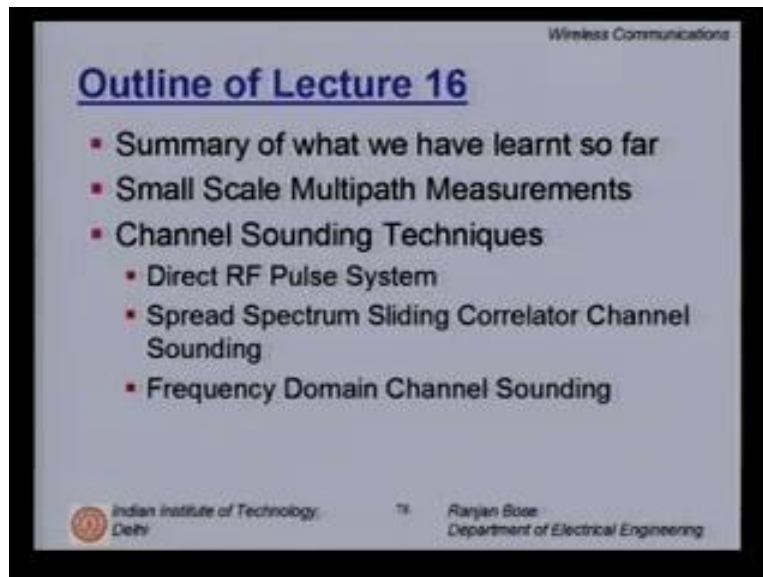 Wireless Communications
Outline of Lecture 16
Summary of what we have learnt so far
Small Scale Multipath Measurements
Channel Sounding Techniques
Direct RF Pulse System
Spread Spectrum Sliding Correlator Channel
Sounding
Frequency Domain Channel Sounding
Indian Institute of Technology,
Delhi
Ranjan Bose
Department of Electrical Engineering